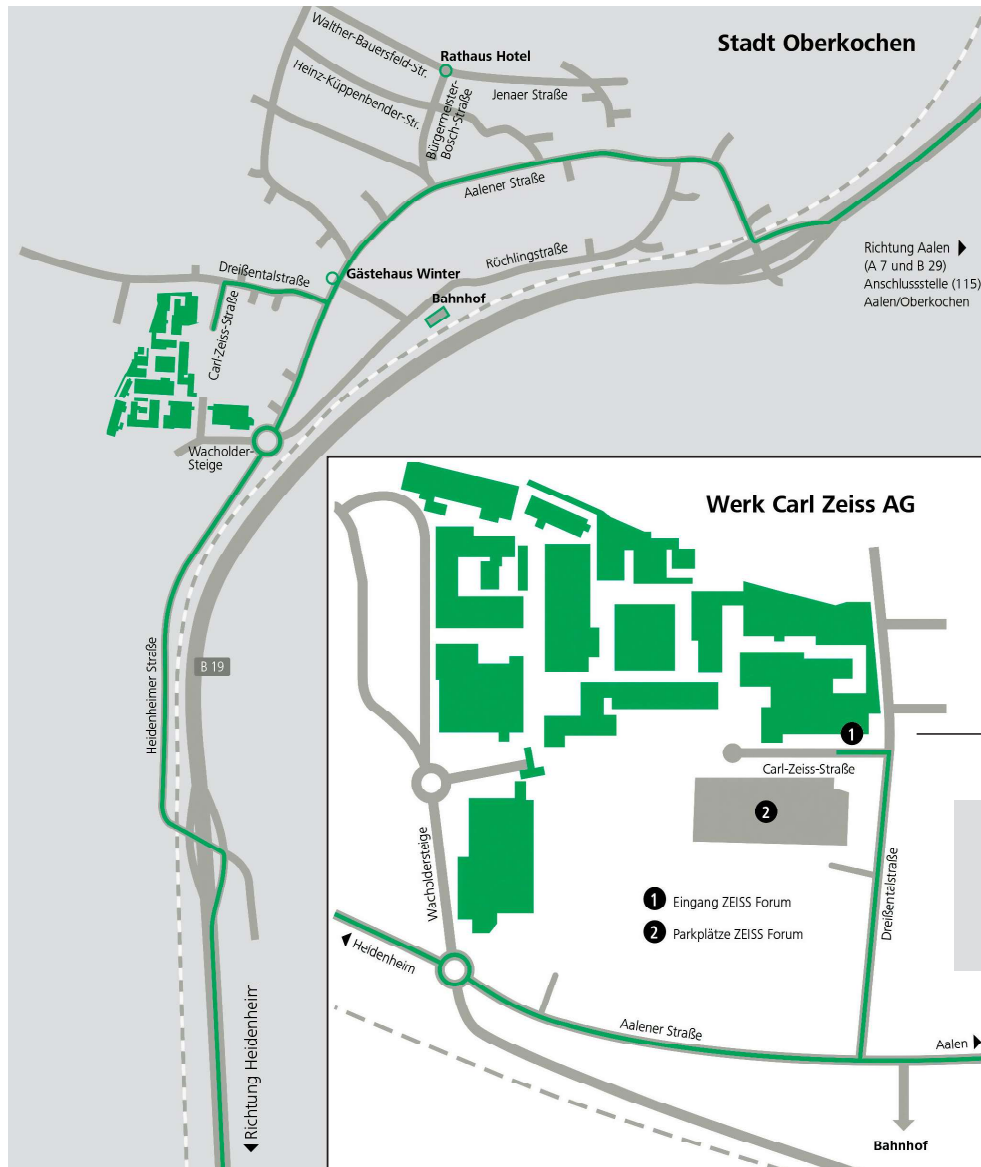 Stadt Oberkochen
Walther-Bauersfeld-Str.
Rathaus Hotel
Heinz-Küppenbender-Str.
Jenaer Straße
Bürgermeister-
Bosch-Straße
Aalener Straße
Richtung Aalen
(A 7 und B 29)
Anschlussstelle (115)
Aalen/Oberkochen
Röchlingstraße
Dreißentalstraße
Gästehaus Winter
Bahnhof
Carl-Zeiss-Straße
Wacholder-
Steige
Heidenheimer Straße
B 19
Richtung Heidenheim
Werk Carl Zeiss AG
1
Carl-Zeiss-Straße
2
Wacholdersteige
Dreißentalstraße
1 Eingang ZEISS Forum
2 Parkplätze ZEISS Forum
Heidenheim
Aalener Straße
Aalen
Bahnhof